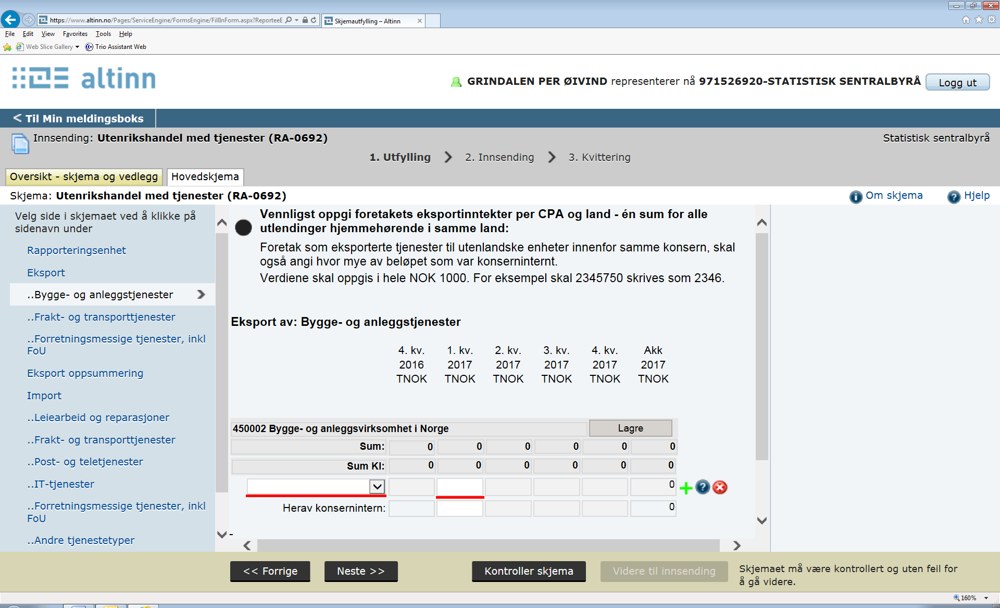 https://www.altinn.no/Pages/ServiceEngine/FormsEngine/FillInForm.aspx?ReporteeE
Skjemautfylling – Altinn
File Edit View Favorites Tools Help
Web Slice Gallery Trio Assistant Web
altinn
GRINDALEN PER ØIVIND representerer nå 971526920-STATISTISK SENTRALBYRÅ Logg ut
< Til Min meldingsboks
Innsending: Utenrikshandel med tjenester (RA-0692) Statistisk sentralbyrå
1. Utfylling 2. Innsending 3. Kvittering
Oversikt - skjema og vedlegg Hovedskjema
Skjema: Utenrikshandel med tjenester (RA-0692) Om skjema Hjelp
Velg side i skjemaet ved å klikke på
sidenavn under
Rapporteringsenhet
Eksport
..Bygge- og anleggstjenester
..Frakt- og transporttjenester
..Forretningsmessige tjenester, inkl
FoU
Eksport oppsummering
Import
..Leiearbeid og reparasjoner
..Frakt- og transporttjenester
..Post- og teletjenester
..IT-tjenester
..Forretningsmessige tjenester, inkl
FoU
..Andre tjenestetyper
Vennligst oppgi foretakets eksportinntekter per CPA og land - én sum for alle
utlendinger hjemmehørende i samme land:
Foretak som eksporterte tjenester til utenlandske enheter innenfor samme konsern, skal
også angi hvor mye av beløpet som var konserninternt.
Verdiene skal oppgis i hele NOK 1000. For eksempel skal 2345750 skrives som 2346.
Eksport av: Bygge- og anleggstjenester
4. kv. 1. kv. 2. kv. 3. kv. 4. kv. Akk
2016 2017 2017 2017 2017 2017
TNOK TNOK TNOK TNOK TNOK TNOK
450002 Bygge- og anleggsvirksomhet i Norge Lagre
Sum: 0 0 0 0 0 0
Sum KI: 0 0 0 0 0 0
0
Herav konsernintern: 0
-
<< Forrige Neste >> Kontroller skjema Videre til innsending
Skjemaet må være kontrollert og uten feil for
å gå videre.
160%